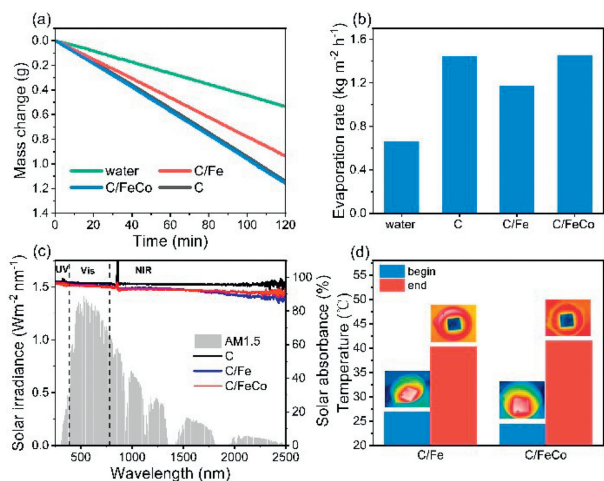 (a)
Mass change (g)
0.0
0.2
0.4
0.6
0.8
1.0
1.2
1.4
water
C/Fe
C/FeCo
C
0 20 40 60 80 100 120
Time (min)
(b)
Evaporation rate (kg m⁻² h⁻¹)
1.8
1.2
0.6
0.0
water C C/Fe C/FeCo
(c)
UV Vis NIR
Solar irradiance (Wm⁻² nm⁻¹)
1.5
1.0
0.5
0.0
AM1.5
C
C/Fe
C/FeCo
100
80
60
40
20
0
Solar absorbance (%)
500 1000 1500 2000 2500
Wavelength (nm)
(d)
begin
end
Temperature (℃)
55
50
45
40
35
30
25
20
C/Fe C/FeCo